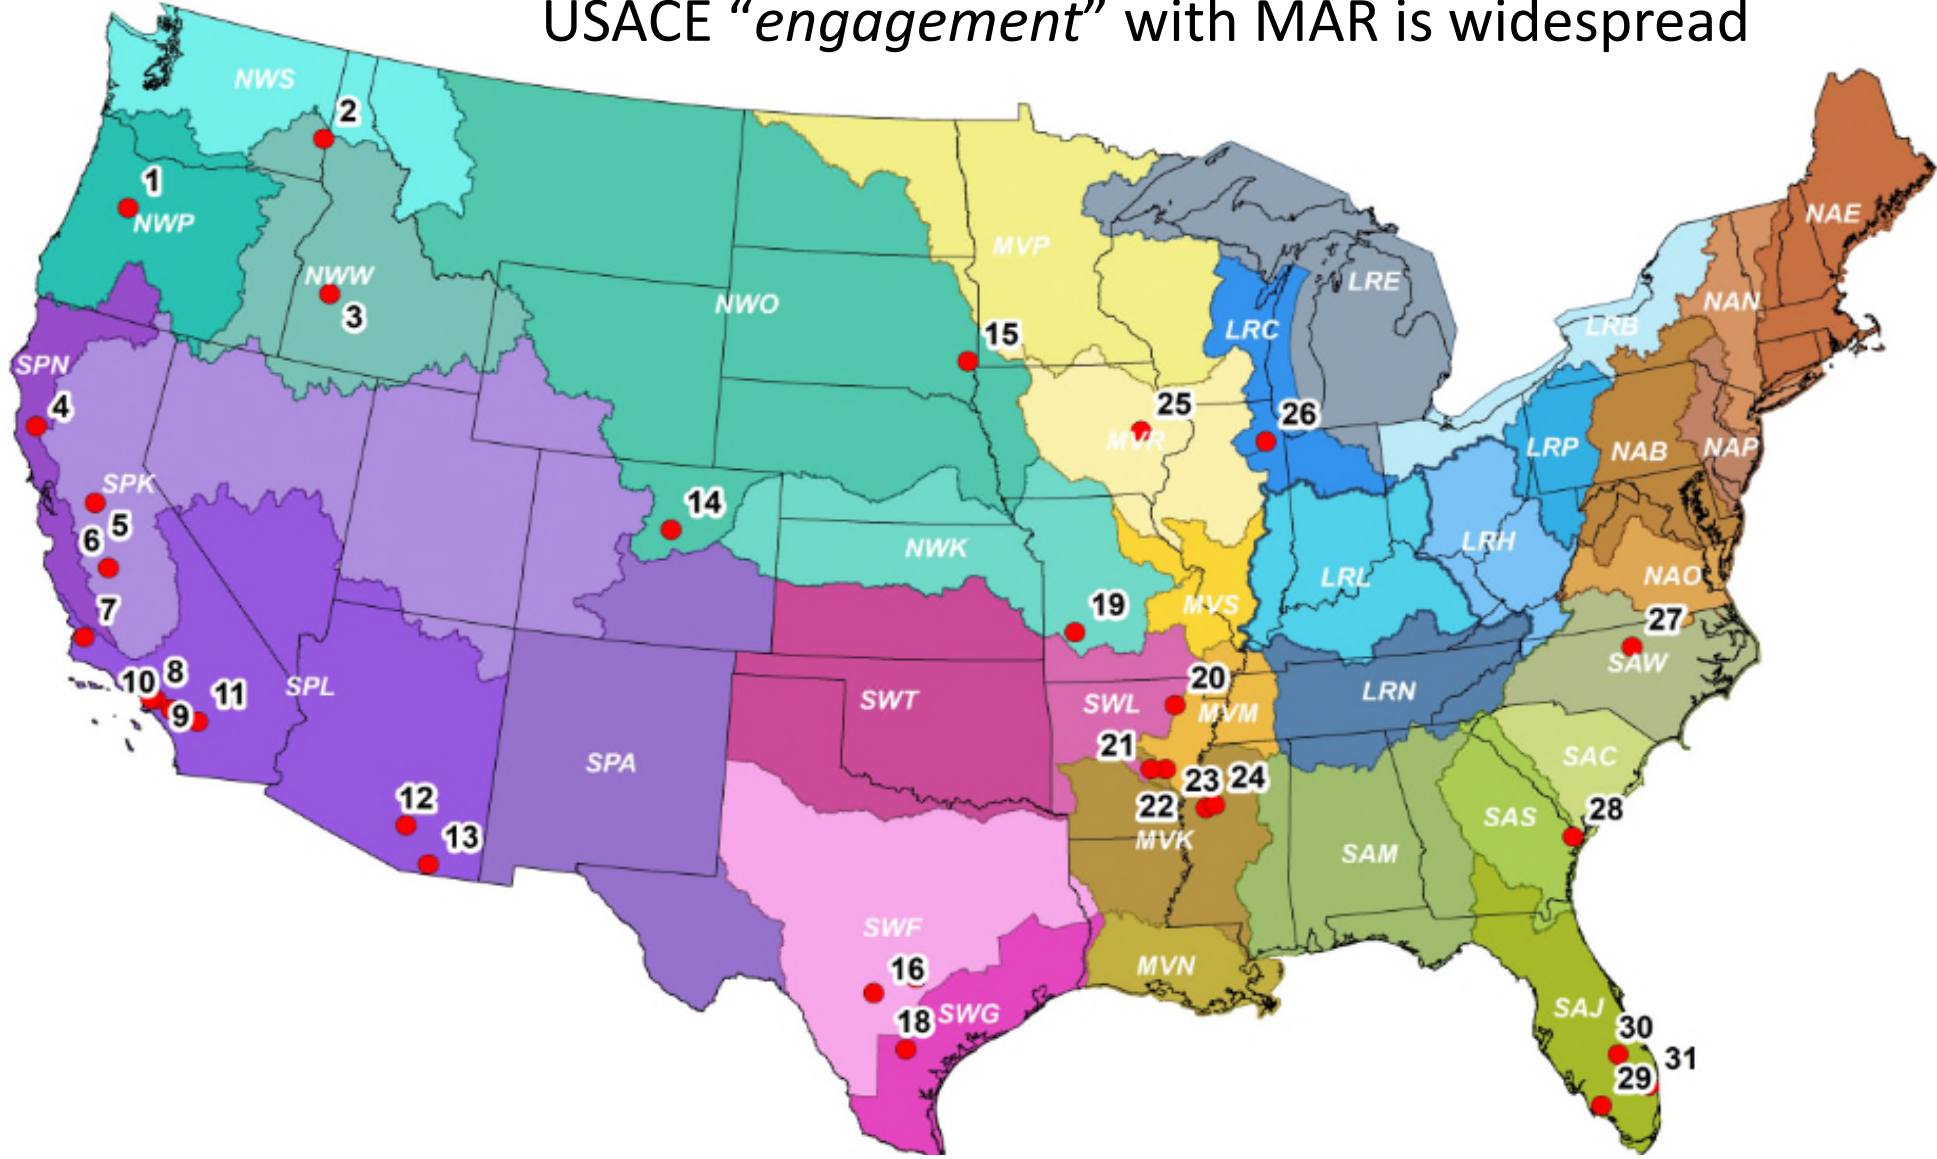 USACE “engagement” with MAR is widespread
NWS
2
1
NWP
NWW
3
NWO
MVP
LRE
LRC
NAE
NAN
LRB
15
SPN
4
25
MVR
26
LRP
NAB
NAP
SPK
5
6
14
NWK
LRH
LRL
NAO
7
19
MVS
27
SAW
8
10
9
11
SPL
SWT
20
SWL
MVM
LRN
21
SPA
SAC
12
13
22
23
24
MVK
28
SAS
SAM
SWF
16
18
SWG
MVN
SAJ
30
31
29